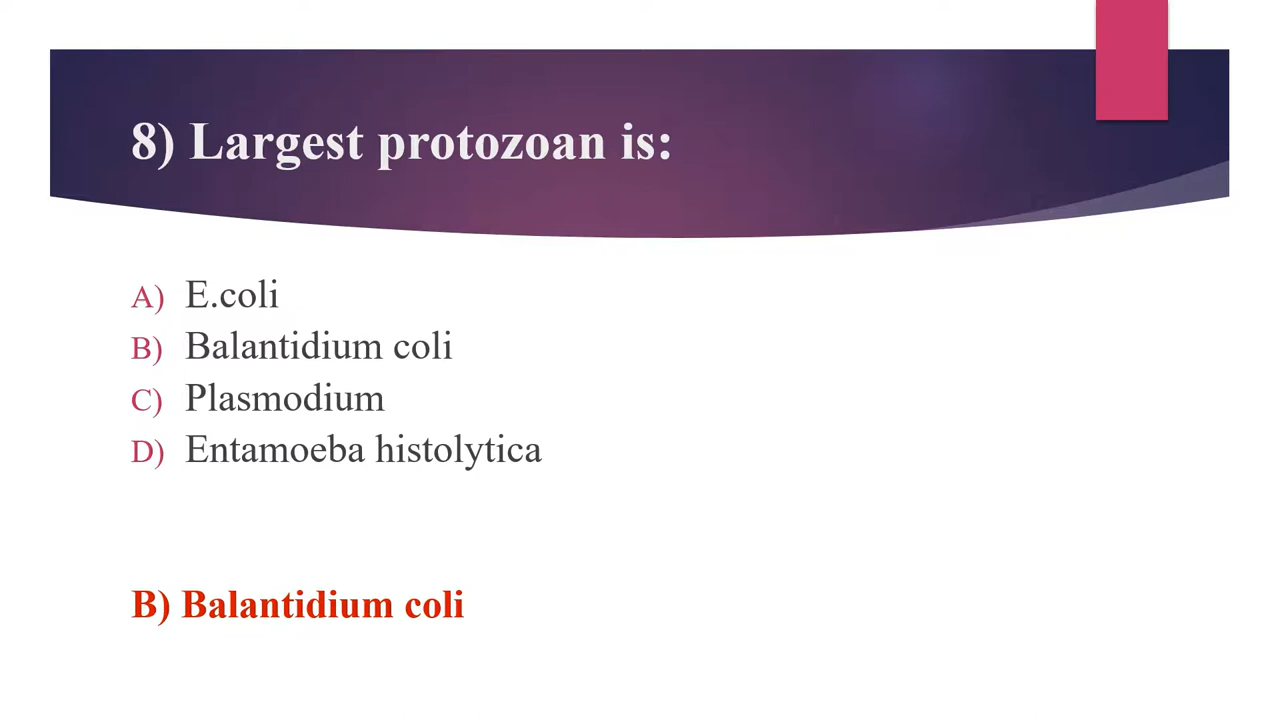 8) Largest protozoan is:
A) E.coli
B) Balantidium coli
C) Plasmodium
D) Entamoeba histolytica
B) Balantidium coli